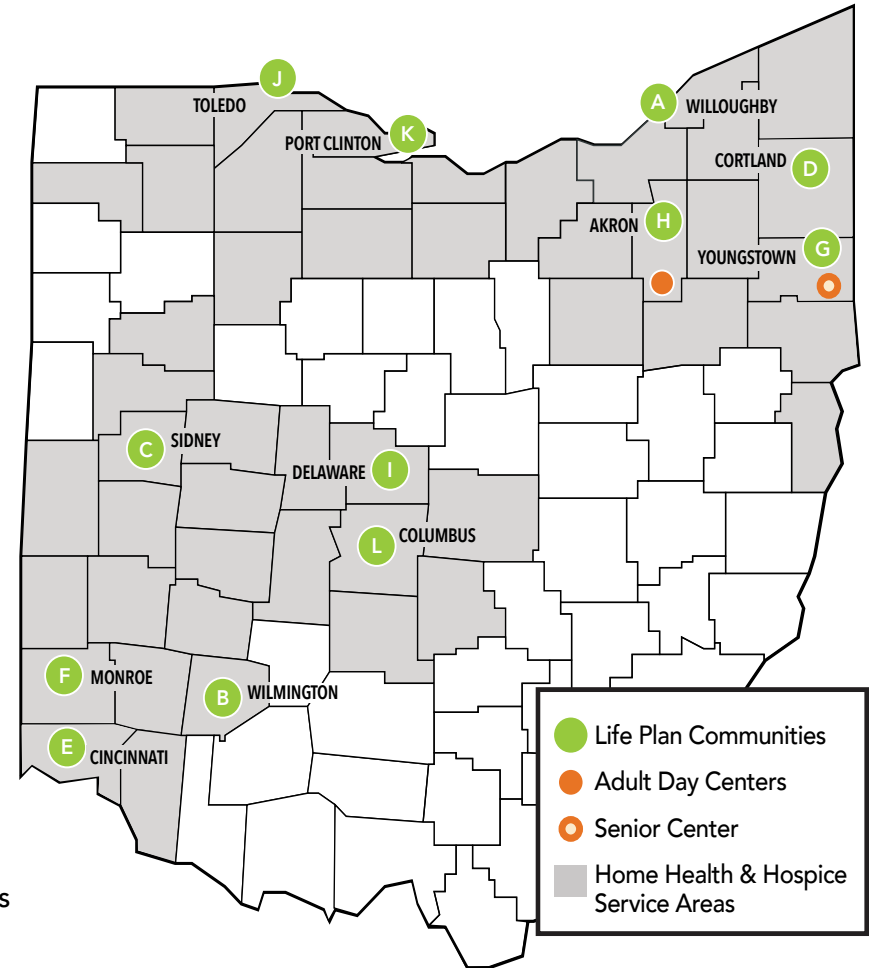 J
TOLEDO
A
WILLOUGHBY
PORT CLINTON
K
CORTLAND
D
AKRON
H
YOUNGSTOWN
G
C
SIDNEY
DELAWARE
I
L
COLUMBUS
F
MONROE
B
WILMINGTON
E
CINCINNATI
Life Plan Communities
Adult Day Centers
Senior Center
Home Health & Hospice
Service Areas
s